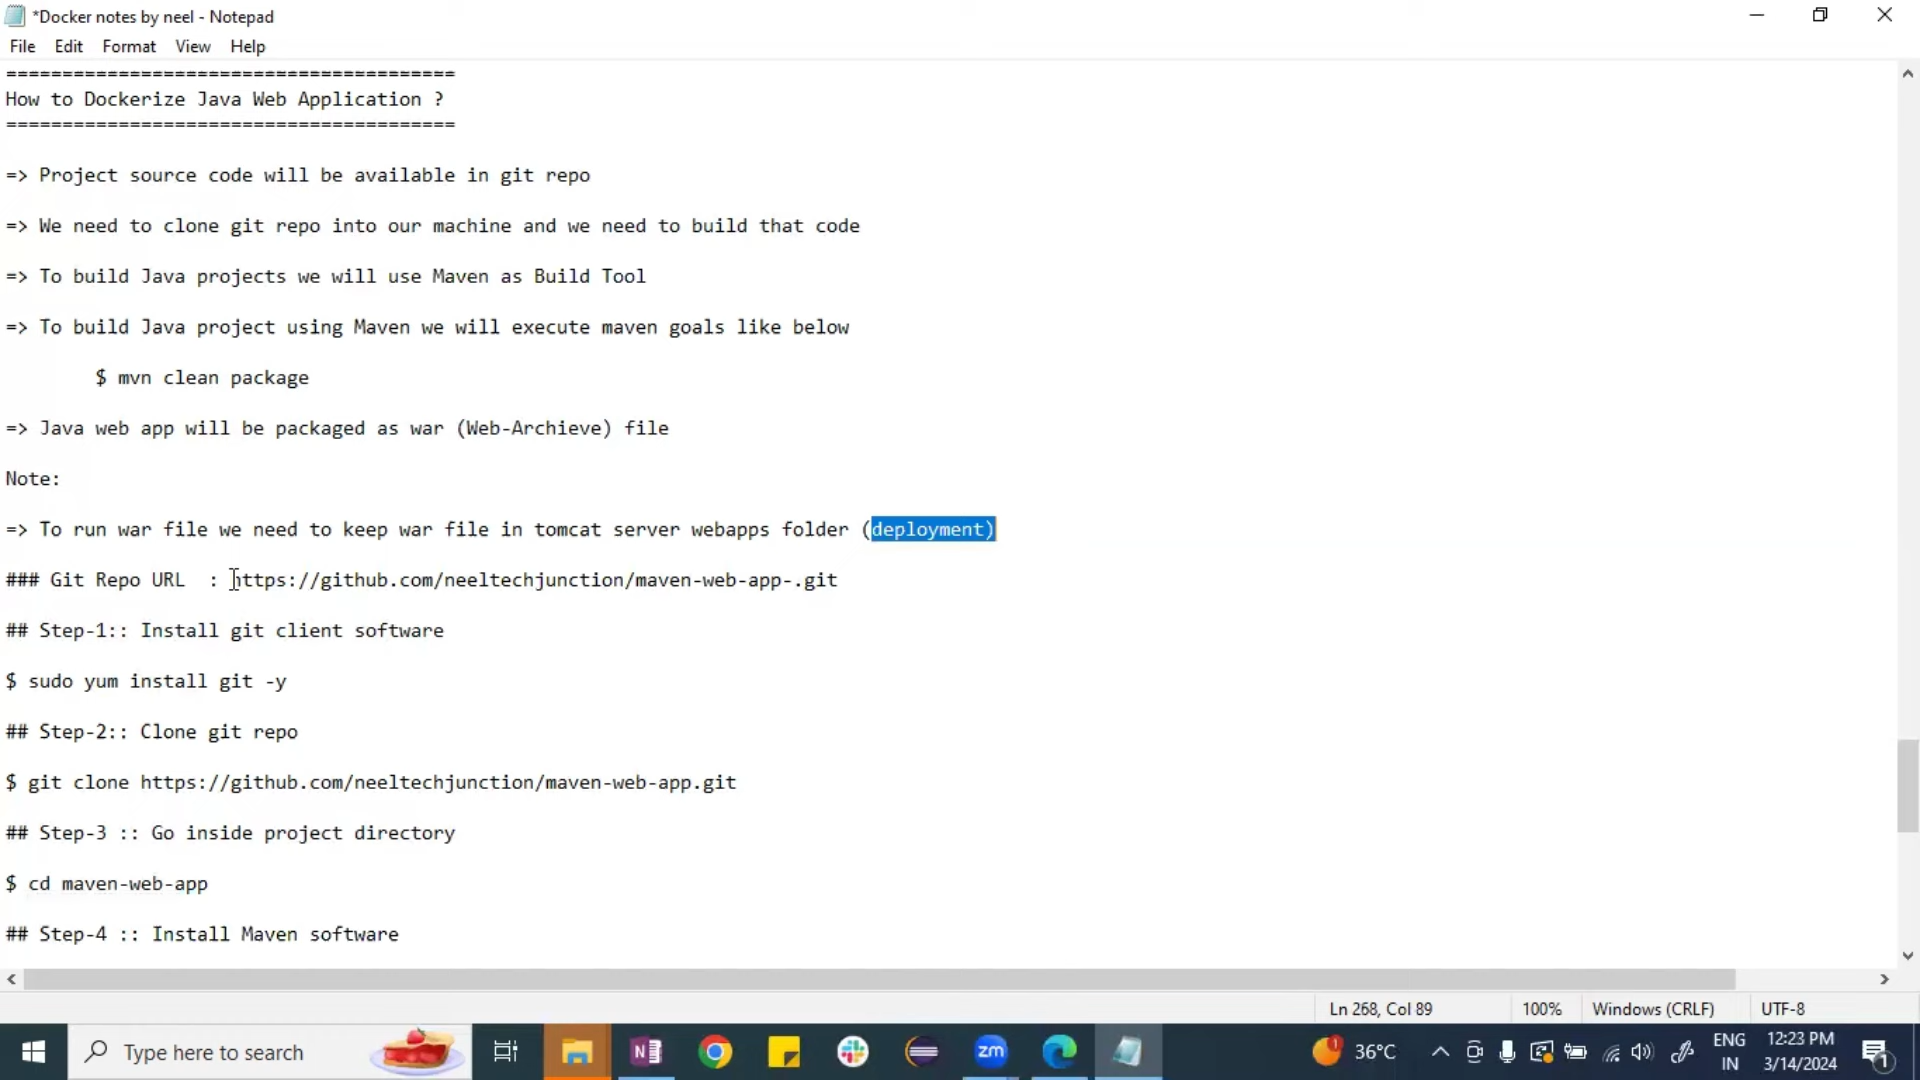 *Docker notes by neel - Notepad
File Edit Format View Help
========================================
How to Dockerize Java Web Application ?
========================================
=> Project source code will be available in git repo
=> We need to clone git repo into our machine and we need to build that code
=> To build Java projects we will use Maven as Build Tool
=> To build Java project using Maven we will execute maven goals like below
$ mvn clean package
=> Java web app will be packaged as war (Web-Archieve) file
Note:
=> To run war file we need to keep war file in tomcat server webapps folder (deployment)
### Git Repo URL : https://github.com/neeltechjunction/maven-web-app-.git
## Step-1:: Install git client software
$ sudo yum install git -y
## Step-2:: Clone git repo
$ git clone https://github.com/neeltechjunction/maven-web-app.git
## Step-3 :: Go inside project directory
$ cd maven-web-app
## Step-4 :: Install Maven software
Ln 268, Col 89 100% Windows (CRLF) UTF-8
Type here to search N zm 36°C ENG 12:23 PM
IN 3/14/2024 1